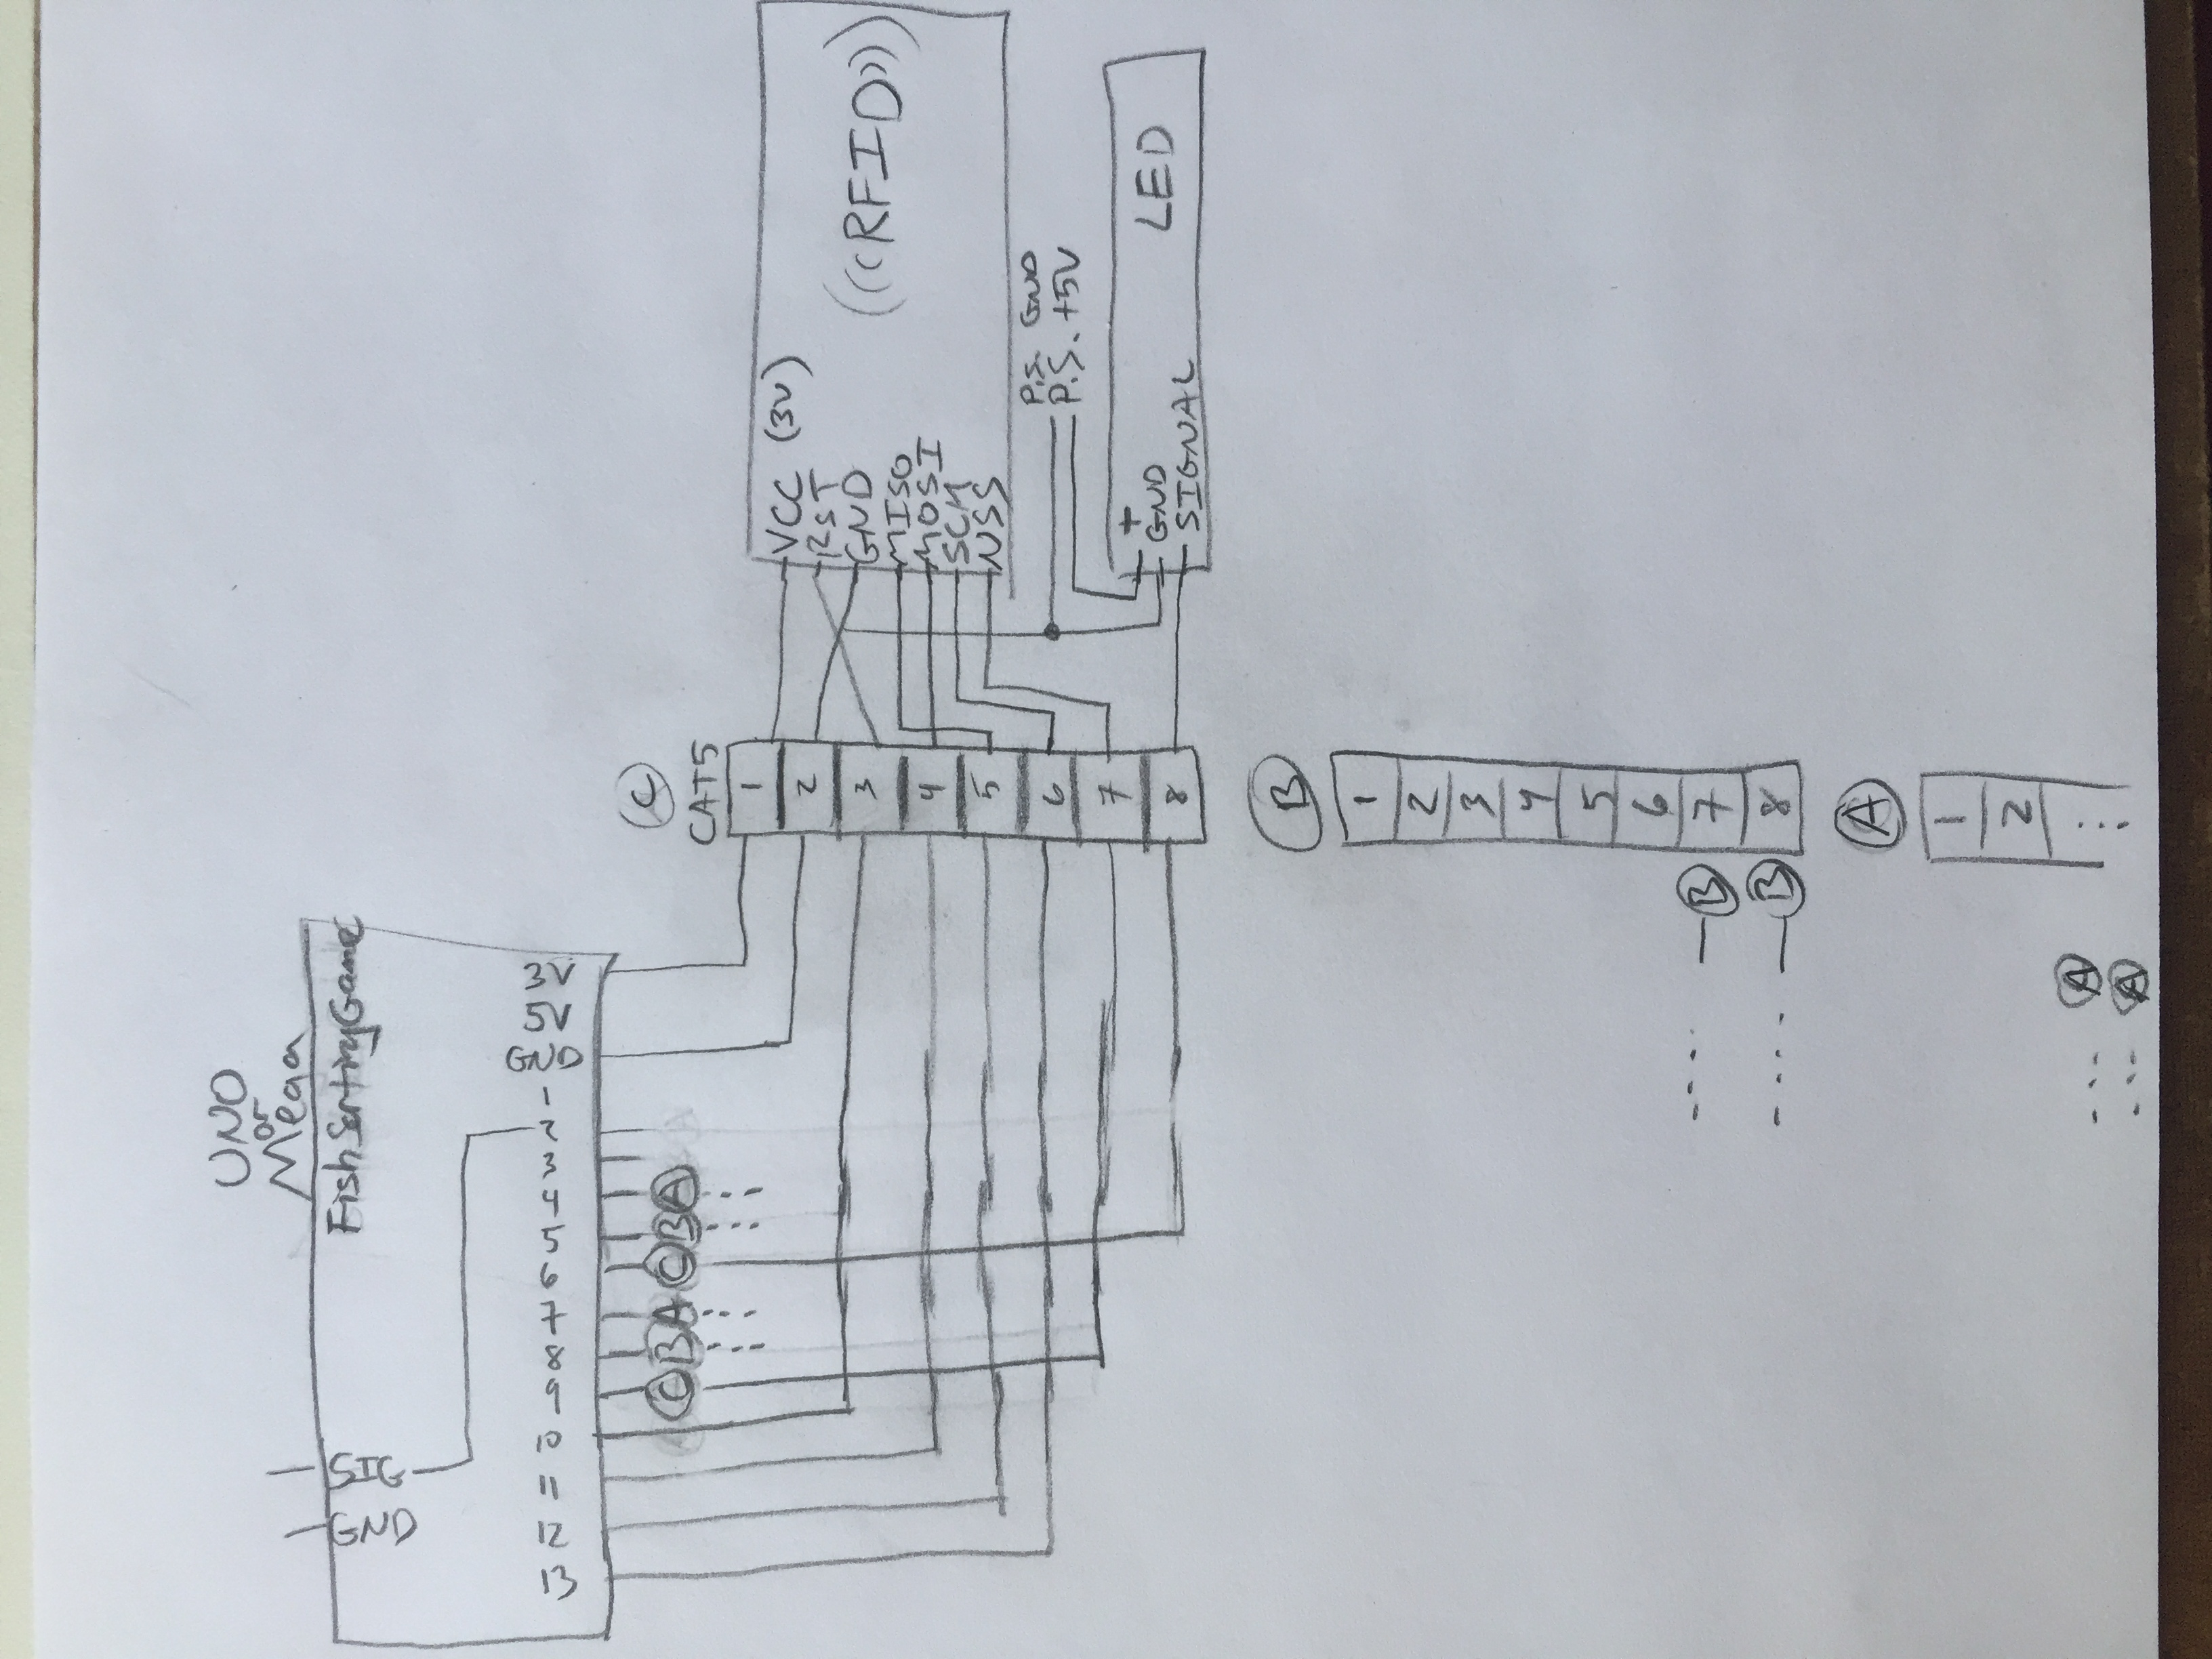 UNO
or
Mega
FishSortingGame
GND
SIG
13 12 11 10 9 8 7 6 5 4 3 2 1 GND 5V 3V
C B A C B A
C
CAT5
1
2
3
4
5
6
7
8
VCC (3V)
RST
GND
MISO
MOSI
SCK
NSS
(((RFID)))
P.S. GND
P.S. +5V
+
GND
SIGNAL
LED
B
1
2
3
4
5
6
B 7
B 8
A
1
2
A
A